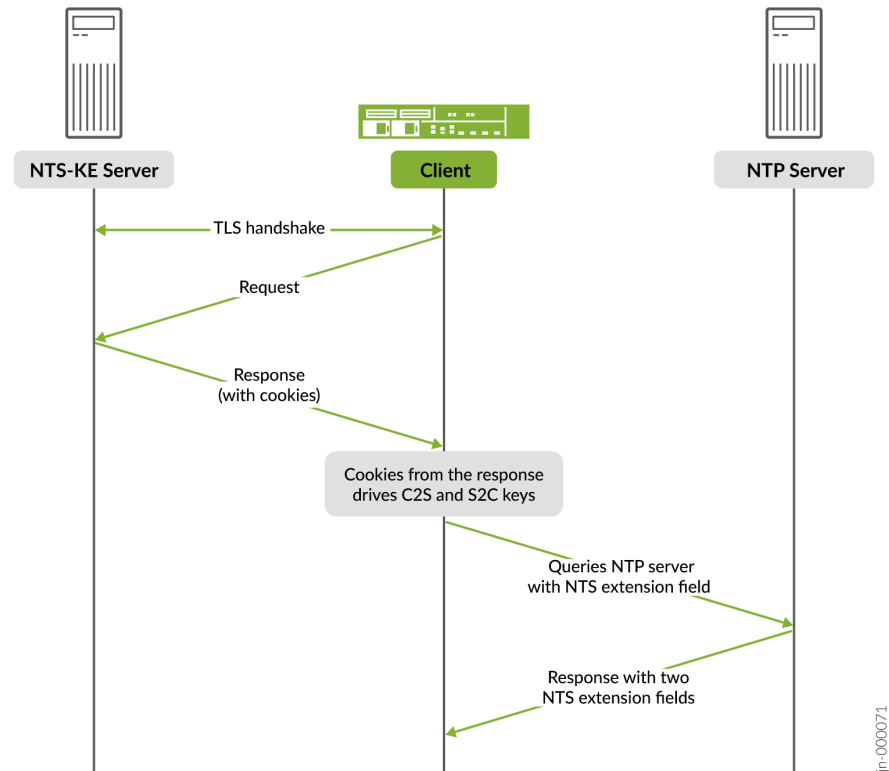 NTS-KE Server
Client
NTP Server
TLS handshake
Request
Response
(with cookies)
Cookies from the response
drives C2S and S2C keys
Queries NTP server
with NTS extension field
Response with two
NTS extension fields
jn-000071